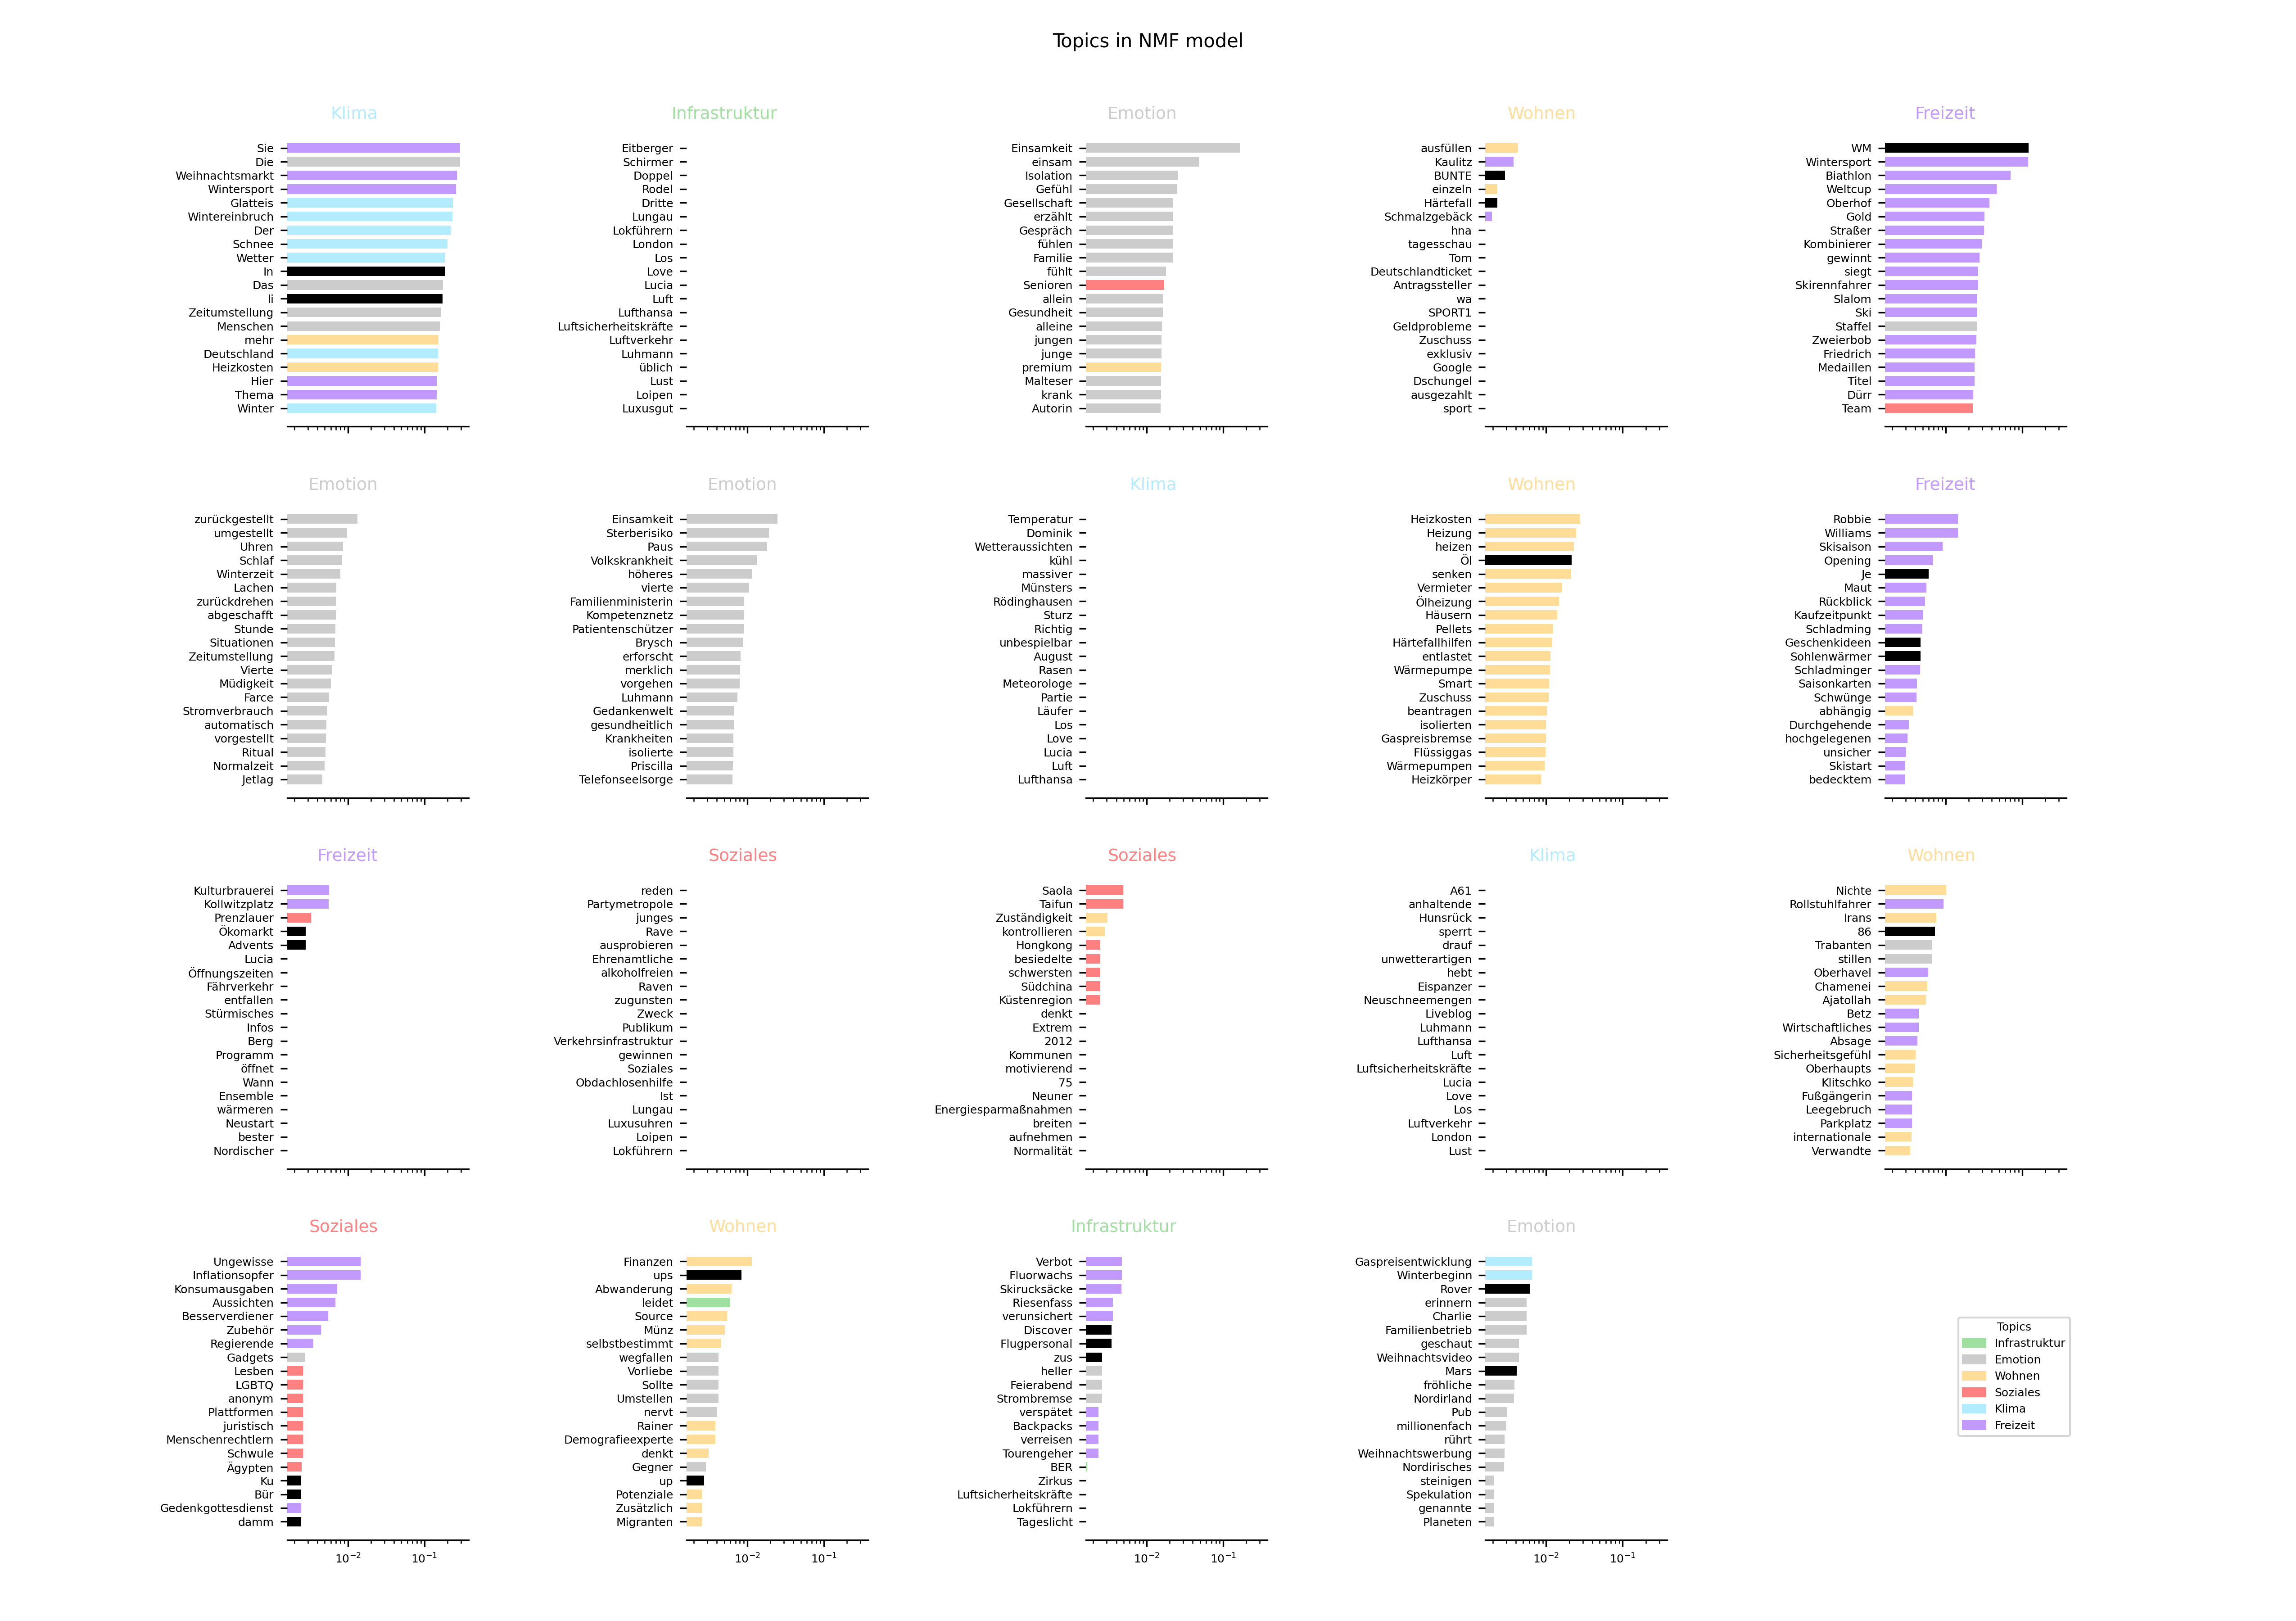 Topics in NMF model
Klima
Sie
Die
Weihnachtsmarkt
Wintersport
Glatteis
Wintereinbruch
Der
Schnee
Wetter
In
Das
li
Zeitumstellung
Menschen
mehr
Deutschland
Heizkosten
Hier
Thema
Winter
Infrastruktur
Eitberger
Schirmer
Doppel
Rodel
Dritte
Lungau
Lokführern
London
Los
Love
Lucia
Luft
Lufthansa
Luftsicherheitskräfte
Luftverkehr
Luhmann
üblich
Lust
Loipen
Luxusgut
Emotion
Einsamkeit
einsam
Isolation
Gefühl
Gesellschaft
erzählt
Gespräch
fühlen
Familie
fühlt
Senioren
allein
Gesundheit
alleine
jungen
junge
premium
Malteser
krank
Autorin
Wohnen
ausfüllen
Kaulitz
BUNTE
einzeln
Härtefall
Schmalzgebäck
hna
tagesschau
Tom
Deutschlandticket
Antragssteller
wa
SPORT1
Geldprobleme
Zuschuss
exklusiv
Google
Dschungel
ausgezahlt
sport
Freizeit
WM
Wintersport
Biathlon
Weltcup
Oberhof
Gold
Straßer
Kombinierer
gewinnt
siegt
Skirennfahrer
Slalom
Ski
Staffel
Zweierbob
Friedrich
Medaillen
Titel
Dürr
Team
Emotion
zurückgestellt
umgestellt
Uhren
Schlaf
Winterzeit
Lachen
zurückdrehen
abgeschafft
Stunde
Situationen
Zeitumstellung
Vierte
Müdigkeit
Farce
Stromverbrauch
automatisch
vorgestellt
Ritual
Normalzeit
Jetlag
Emotion
Einsamkeit
Sterberisiko
Paus
Volkskrankheit
höheres
vierte
Familienministerin
Kompetenznetz
Patientenschützer
Brysch
erforscht
merklich
vorgehen
Luhmann
Gedankenwelt
gesundheitlich
Krankheiten
isolierte
Priscilla
Telefonseelsorge
Klima
Temperatur
Dominik
Wetteraussichten
kühl
massiver
Münsters
Rödinghausen
Sturz
Richtig
unbespielbar
August
Rasen
Meteorologe
Partie
Läufer
Los
Love
Lucia
Luft
Lufthansa
Wohnen
Heizkosten
Heizung
heizen
Öl
senken
Vermieter
Ölheizung
Häusern
Pellets
Härtefallhilfen
entlastet
Wärmepumpe
Smart
Zuschuss
beantragen
isolierten
Gaspreisbremse
Flüssiggas
Wärmepumpen
Heizkörper
Freizeit
Robbie
Williams
Skisaison
Opening
Je
Maut
Rückblick
Kaufzeitpunkt
Schladming
Geschenkideen
Sohlenwärmer
Schladminger
Saisonkarten
Schwünge
abhängig
Durchgehende
hochgelegenen
unsicher
Skistart
bedecktem
Freizeit
Kulturbrauerei
Kollwitzplatz
Prenzlauer
Ökomarkt
Advents
Lucia
Öffnungszeiten
Fährverkehr
entfallen
Stürmisches
Infos
Berg
Programm
öffnet
Wann
Ensemble
wärmeren
Neustart
bester
Nordischer
Soziales
reden
Partymetropole
junges
Rave
ausprobieren
Ehrenamtliche
alkoholfreien
Raven
zugunsten
Zweck
Publikum
Verkehrsinfrastruktur
gewinnen
Soziales
Obdachlosenhilfe
Ist
Lungau
Luxusuhren
Loipen
Lokführern
Soziales
Saola
Taifun
Zuständigkeit
kontrollieren
Hongkong
besiedelte
schwersten
Südchina
Küstenregion
denkt
Extrem
2012
Kommunen
motivierend
75
Neuner
Energiesparmaßnahmen
breiten
aufnehmen
Normalität
Klima
A61
anhaltende
Hunsrück
sperrt
drauf
unwetterartigen
hebt
Eispanzer
Neuschneemengen
Liveblog
Luhmann
Lufthansa
Luft
Luftsicherheitskräfte
Lucia
Love
Los
Luftverkehr
London
Lust
Wohnen
Nichte
Rollstuhlfahrer
Irans
86
Trabanten
stillen
Oberhavel
Chamenei
Ajatollah
Betz
Wirtschaftliches
Absage
Sicherheitsgefühl
Oberhaupts
Klitschko
Fußgängerin
Leegebruch
Parkplatz
internationale
Verwandte
Soziales
Ungewisse
Inflationsopfer
Konsumausgaben
Aussichten
Besserverdiener
Zubehör
Regierende
Gadgets
Lesben
LGBTQ
anonym
Plattformen
juristisch
Menschenrechtlern
Schwule
Ägypten
Ku
Bür
Gedenkgottesdienst
damm
10⁻² 10⁻¹
Wohnen
Finanzen
ups
Abwanderung
leidet
Source
Münz
selbstbestimmt
wegfallen
Vorliebe
Sollte
Umstellen
nervt
Rainer
Demografieexperte
denkt
Gegner
up
Potenziale
Zusätzlich
Migranten
10⁻² 10⁻¹
Infrastruktur
Verbot
Fluorwachs
Skirucksäcke
Riesenfass
verunsichert
Discover
Flugpersonal
zus
heller
Feierabend
Strombremse
verspätet
Backpacks
verreisen
Tourengeher
BER
Zirkus
Luftsicherheitskräfte
Lokführern
Tageslicht
10⁻² 10⁻¹
Emotion
Gaspreisentwicklung
Winterbeginn
Rover
erinnern
Charlie
Familienbetrieb
geschaut
Weihnachtsvideo
Mars
fröhliche
Nordirland
Pub
millionenfach
rührt
Weihnachtswerbung
Nordirisches
steinigen
Spekulation
genannte
Planeten
10⁻² 10⁻¹
Topics
Infrastruktur
Emotion
Wohnen
Soziales
Klima
Freizeit